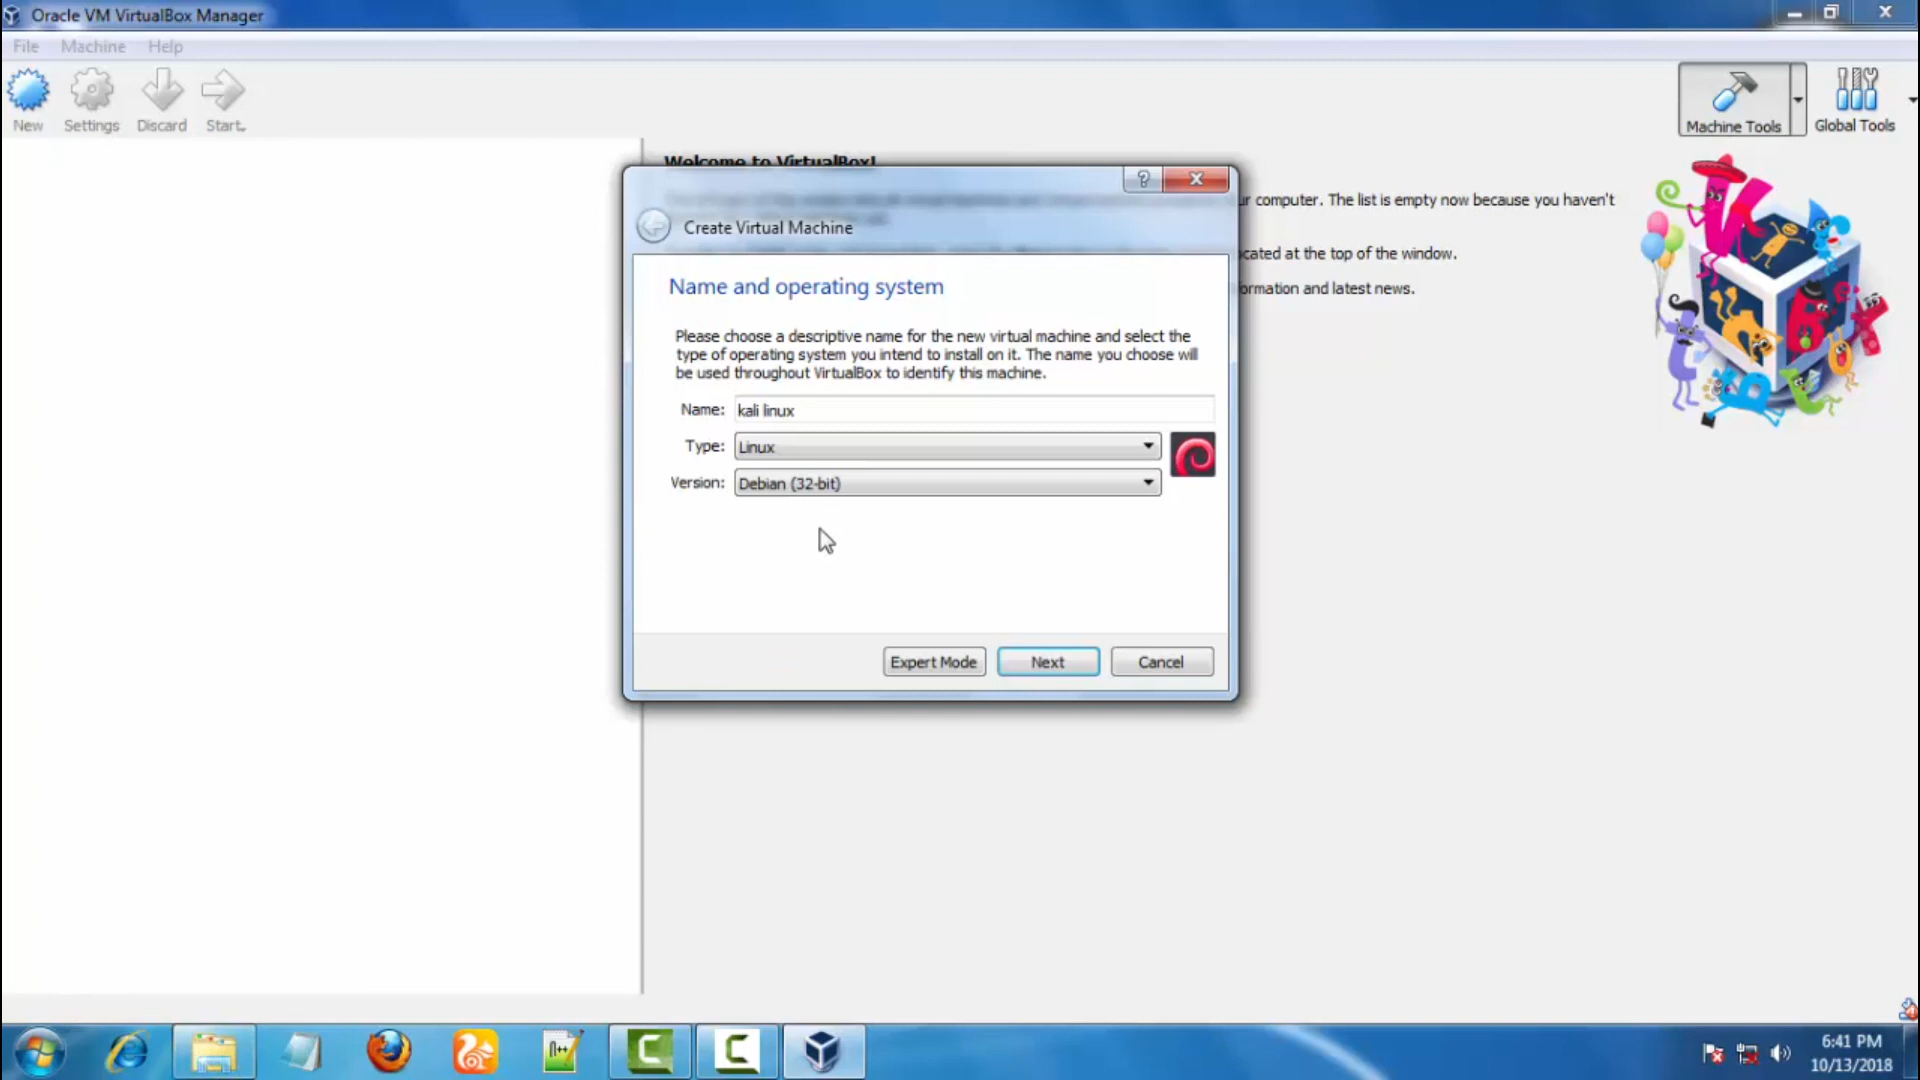 Oracle VM VirtualBox Manager
File Machine Help
New Settings Discard Start
Machine Tools Global Tools
Welcome to VirtualBox!
ur computer. The list is empty now because you haven't
cated at the top of the window.
ormation and latest news.
Create Virtual Machine
Name and operating system
Please choose a descriptive name for the new virtual machine and select the
type of operating system you intend to install on it. The name you choose will
be used throughout VirtualBox to identify this machine.
Name: kali linux
Type: Linux
Version: Debian (32-bit)
Expert Mode Next Cancel
6:41 PM
10/13/2018